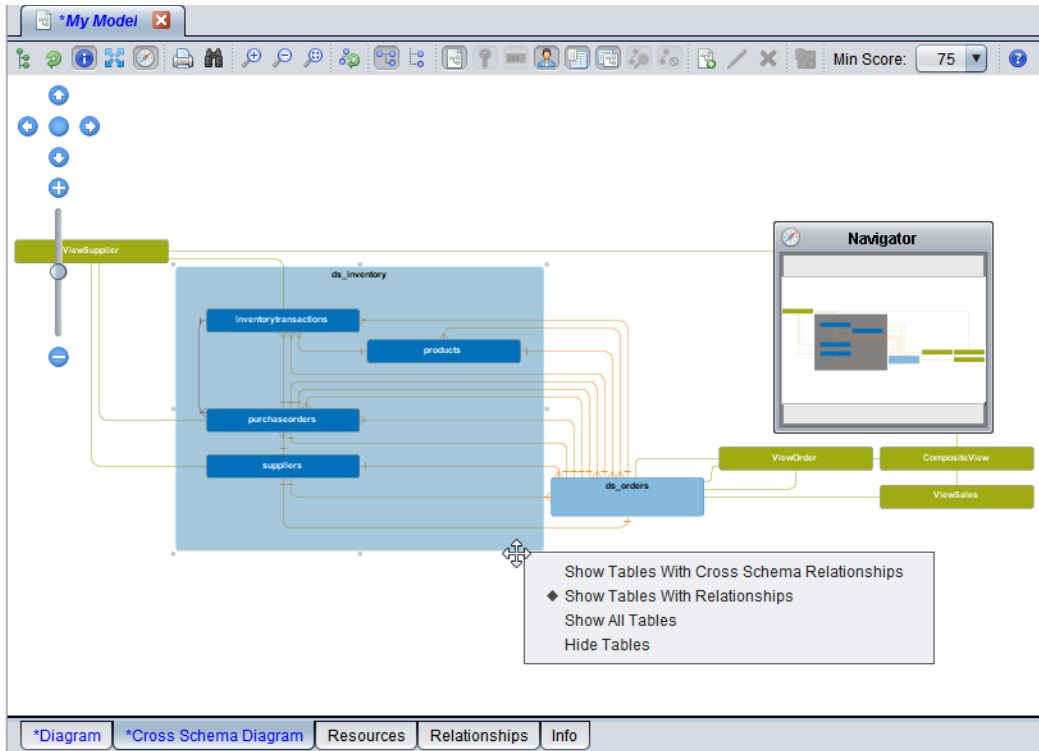 *My Model
Min Score: 75
Navigator
ViewSupplier
ds_inventory
inventorytransactions
products
purchaseorders
suppliers
ds_orders
ViewOrder
CompositeView
ViewSales
Show Tables With Cross Schema Relationships
Show Tables With Relationships
Show All Tables
Hide Tables
*Diagram
*Cross Schema Diagram
Resources
Relationships
Info